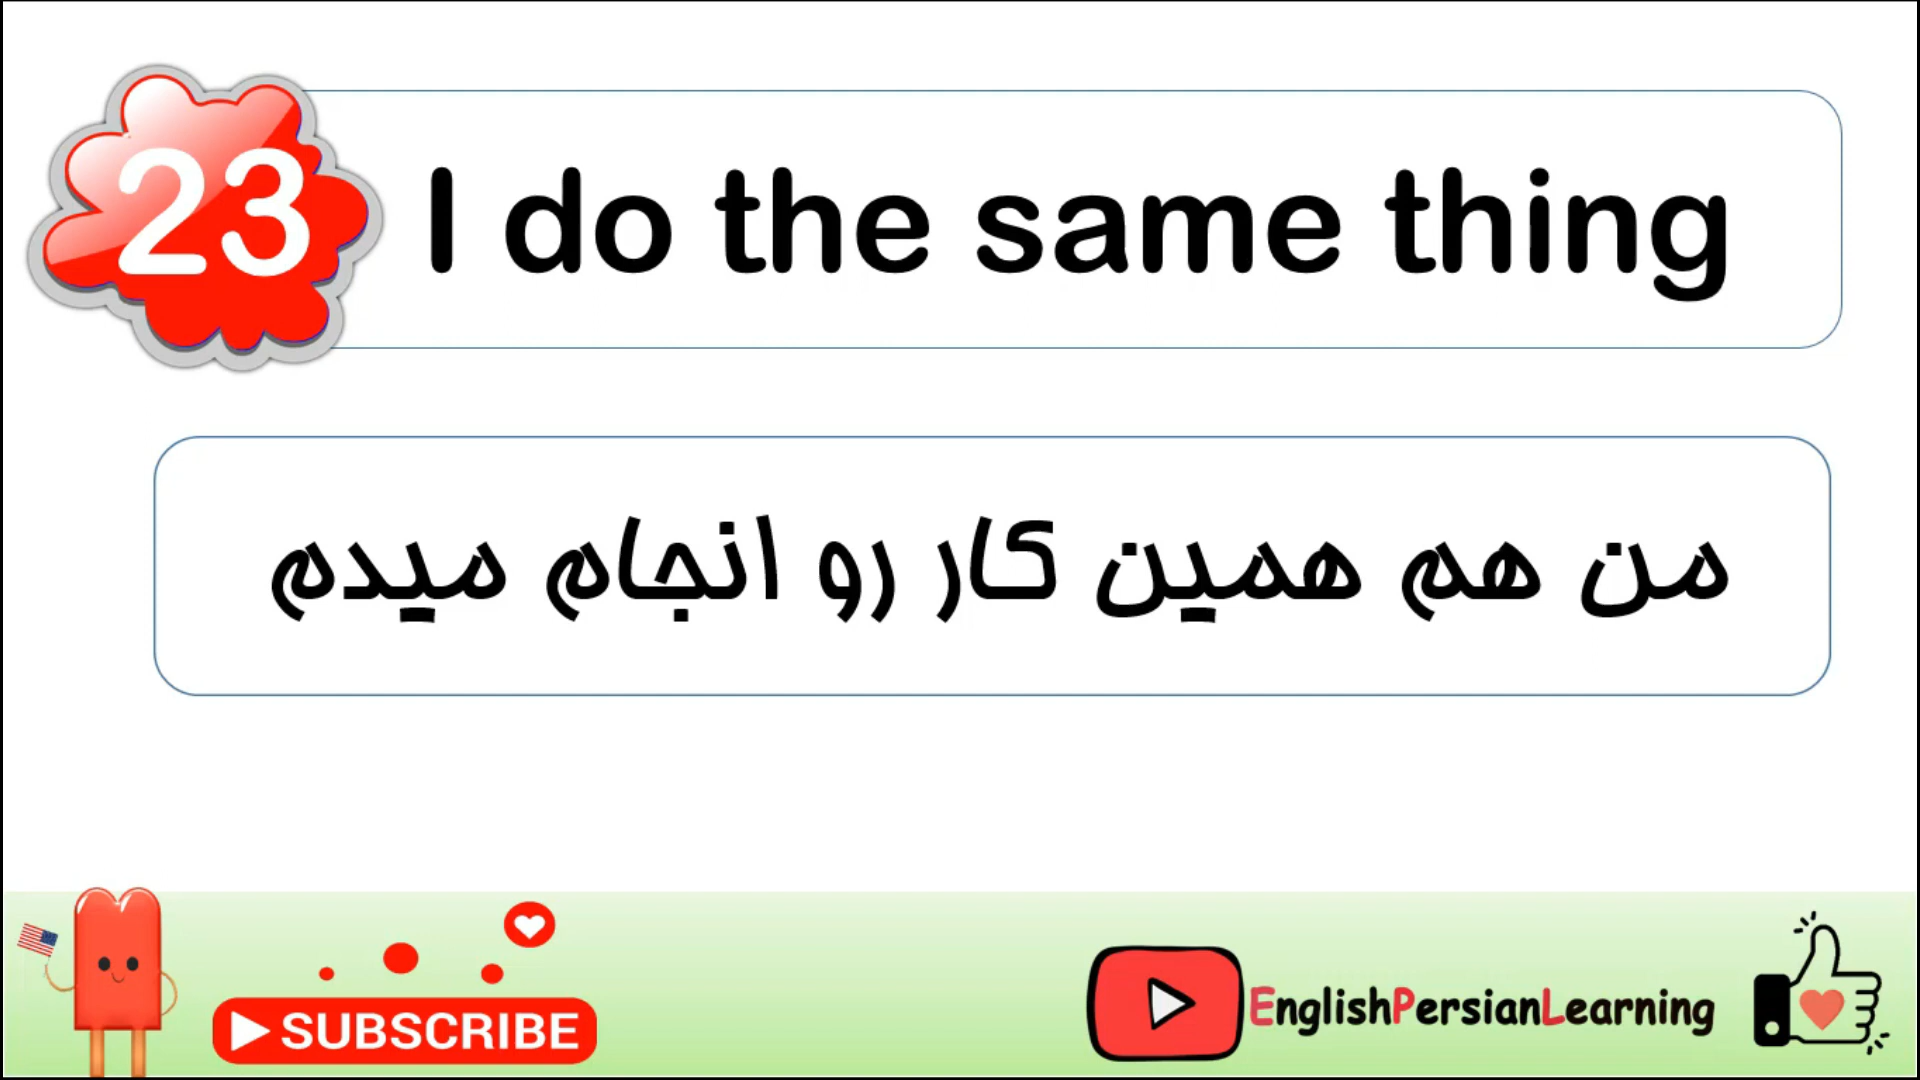 23
I do the same thing
من هم همین کار رو انجام میدم
SUBSCRIBE
EnglishPersianLearning